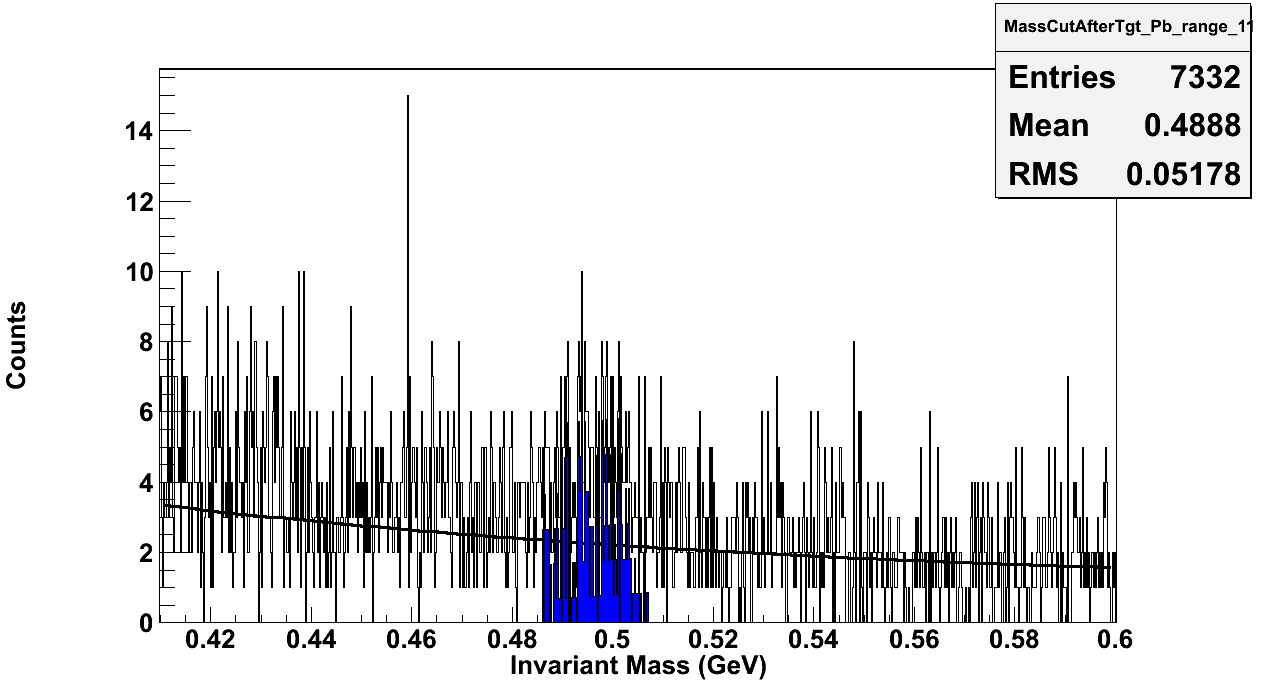 MassCutAfterTgt_Pb_range_11
Entries 7332
Mean 0.4888
RMS 0.05178
14
12
10
8
6
4
2
0
Counts
0.42 0.44 0.46 0.48 0.5 0.52 0.54 0.56 0.58 0.6
Invariant Mass (GeV)